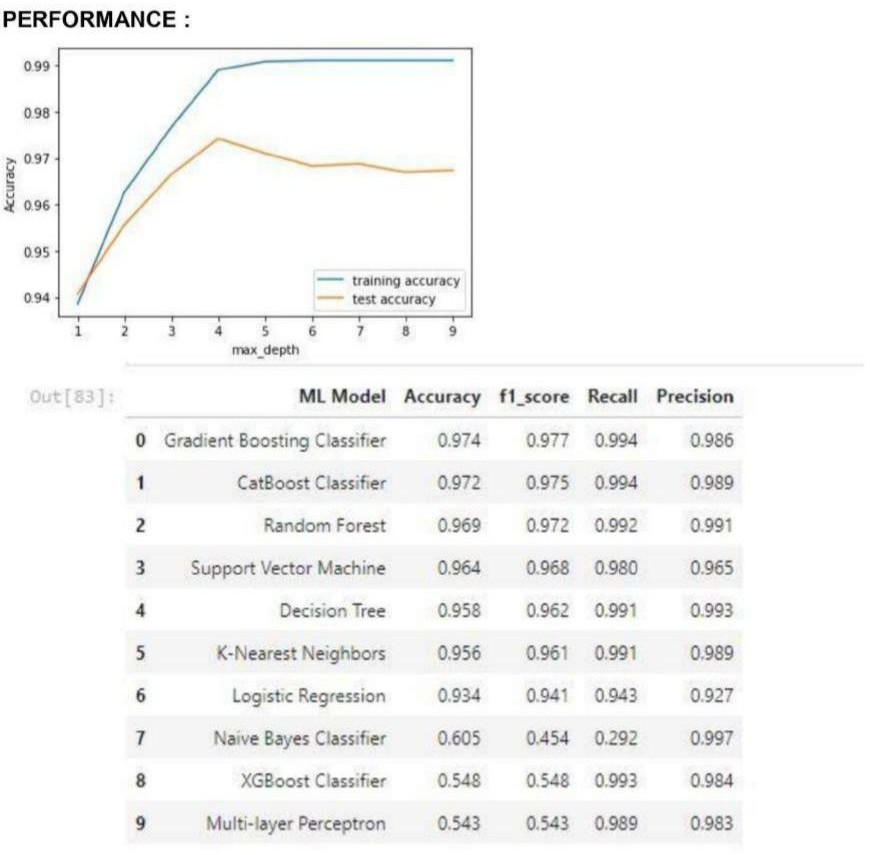 PERFORMANCE :
0.99
0.98
0.97
0.96
0.95
0.94
Accuracy
training accuracy
test accuracy
1 2 3 4 5 6 7 8 9
max_depth
Out[83]:
ML Model Accuracy f1_score Recall Precision
0 Gradient Boosting Classifier 0.974 0.977 0.994 0.986
1 CatBoost Classifier 0.972 0.975 0.994 0.989
2 Random Forest 0.969 0.972 0.992 0.991
3 Support Vector Machine 0.964 0.968 0.980 0.965
4 Decision Tree 0.958 0.962 0.991 0.993
5 K-Nearest Neighbors 0.956 0.961 0.991 0.989
6 Logistic Regression 0.934 0.941 0.943 0.927
7 Naive Bayes Classifier 0.605 0.454 0.292 0.997
8 XGBoost Classifier 0.548 0.548 0.993 0.984
9 Multi-layer Perceptron 0.543 0.543 0.989 0.983